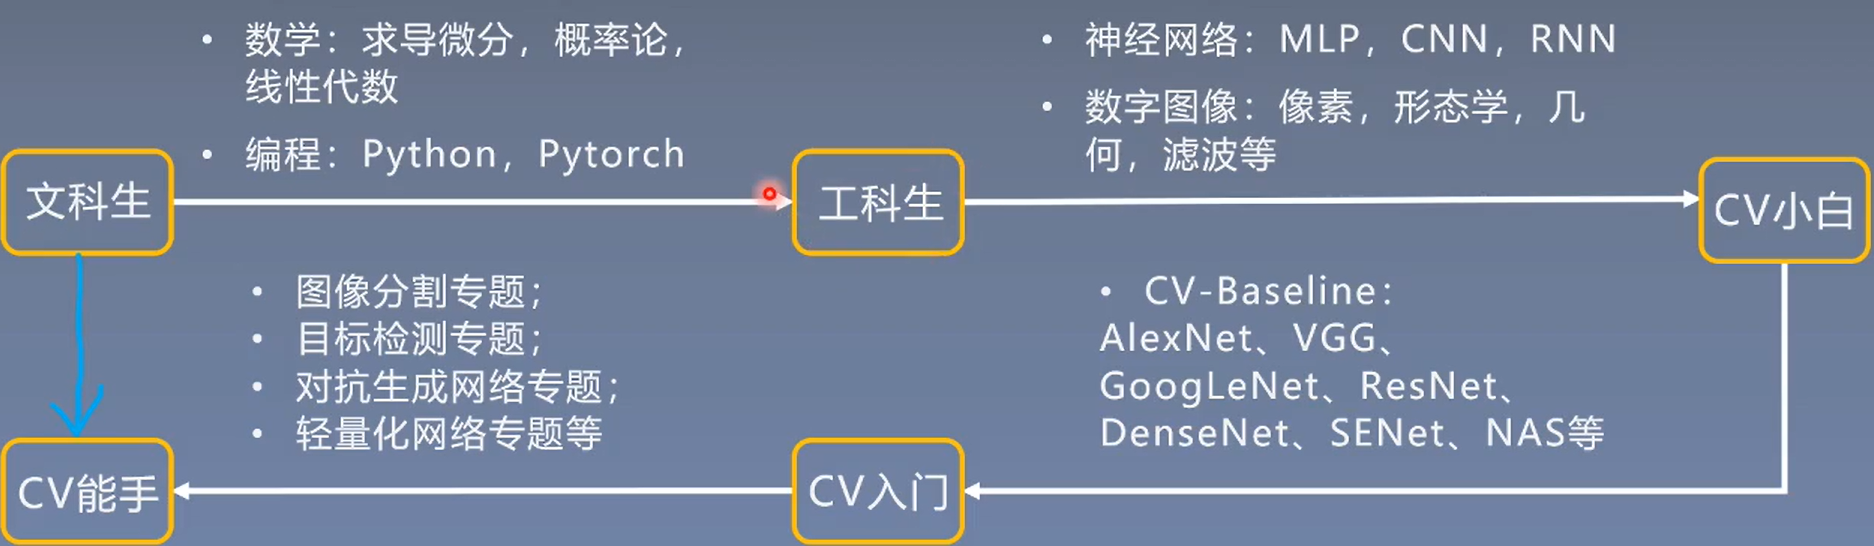 • 数学：求导微分，概率论，
线性代数
• 编程：Python，Pytorch
• 神经网络：MLP，CNN，RNN
• 数字图像：像素，形态学，几
何，滤波等
文科生
工科生
CV小白
• 图像分割专题；
• 目标检测专题；
• 对抗生成网络专题；
• 轻量化网络专题等
• CV-Baseline：
AlexNet、VGG、
GoogLeNet、ResNet、
DenseNet、SENet、NAS等
CV能手
CV入门